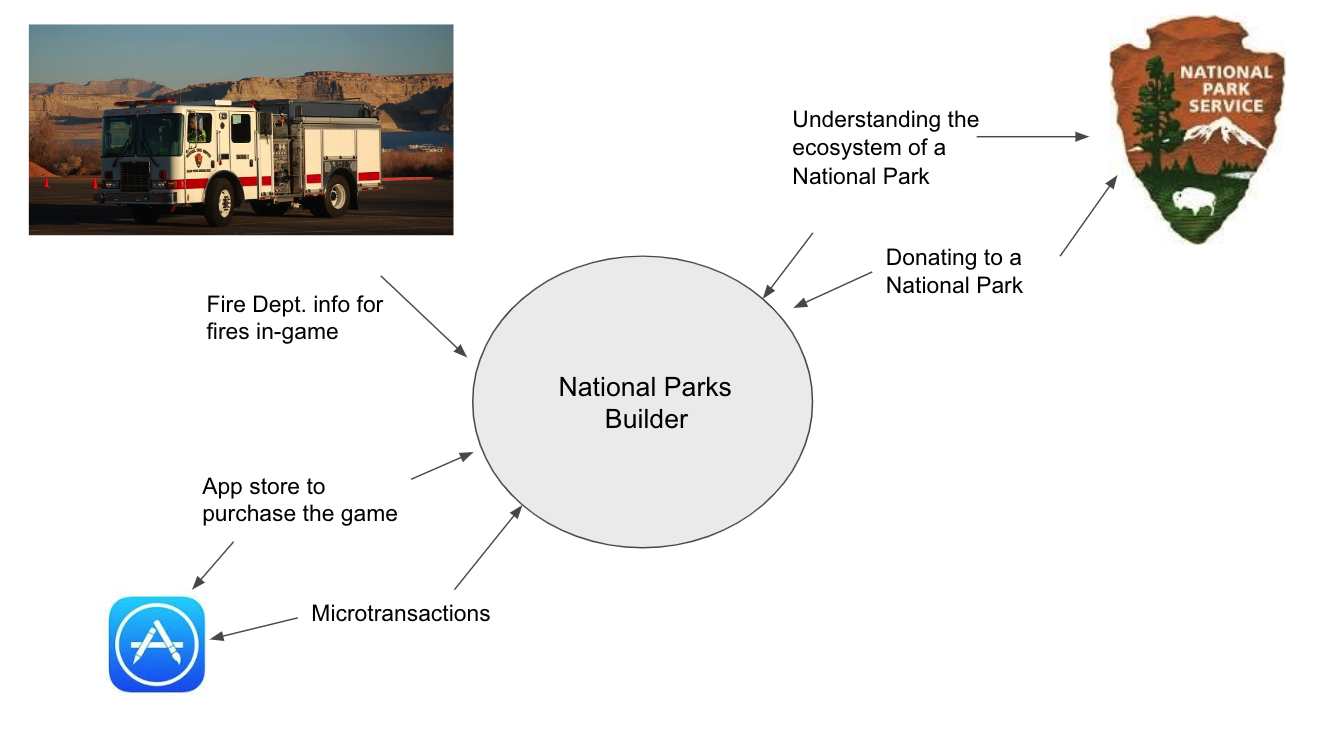 NATIONAL
PARK
SERVICE
Understanding the
ecosystem of a
National Park
Donating to a
National Park
Fire Dept. info for
fires in-game
National Parks
Builder
App store to
purchase the game
Microtransactions